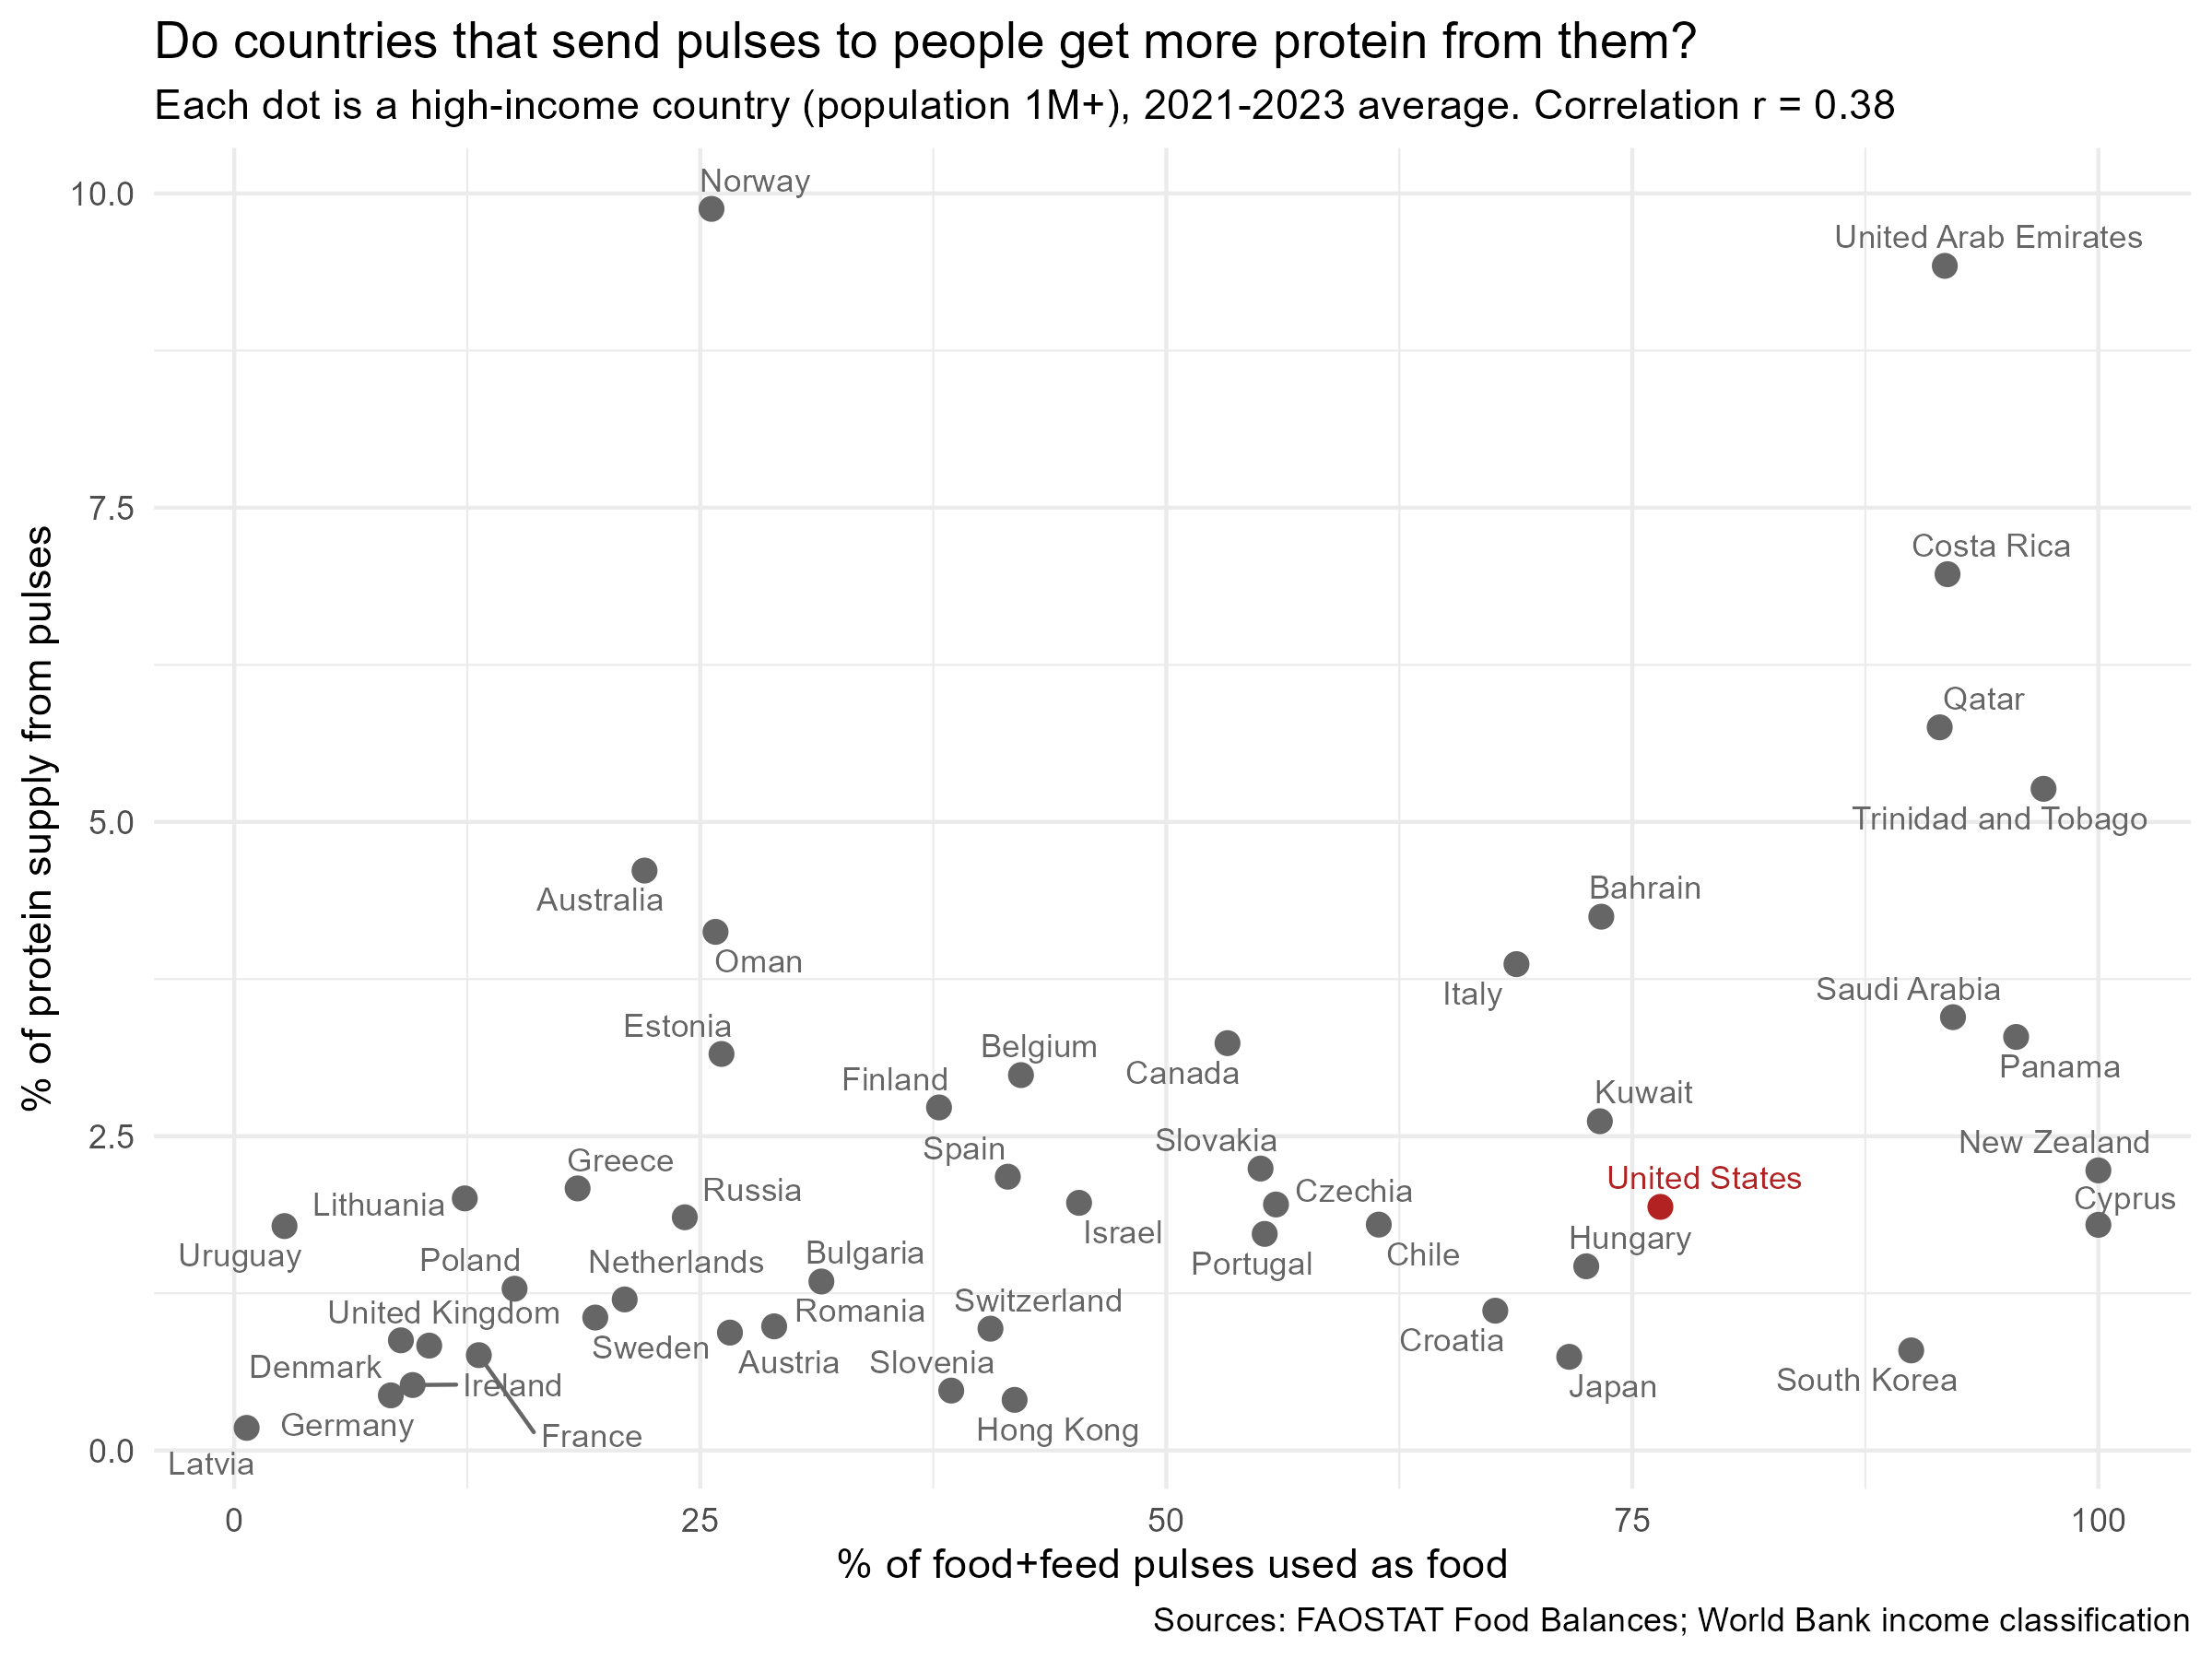 Do countries that send pulses to people get more protein from them?
Each dot is a high-income country (population 1M+), 2021-2023 average. Correlation r = 0.38
% of protein supply from pulses
10.0
7.5
5.0
2.5
0.0
Norway
United Arab Emirates
Costa Rica
Qatar
Trinidad and Tobago
Australia
Bahrain
Oman
Italy
Saudi Arabia
Estonia
Belgium
Canada
Panama
Finland
Kuwait
Spain
Slovakia
New Zealand
Greece
Russia
United States
Czechia
Cyprus
Lithuania
Israel
Hungary
Uruguay
Poland
Netherlands
Bulgaria
Portugal
Chile
United Kingdom
Romania
Switzerland
Sweden
Croatia
Denmark
Austria
Slovenia
South Korea
Ireland
Japan
Germany
France
Hong Kong
Latvia
0
25
50
75
100
% of food+feed pulses used as food
Sources: FAOSTAT Food Balances; World Bank income classification